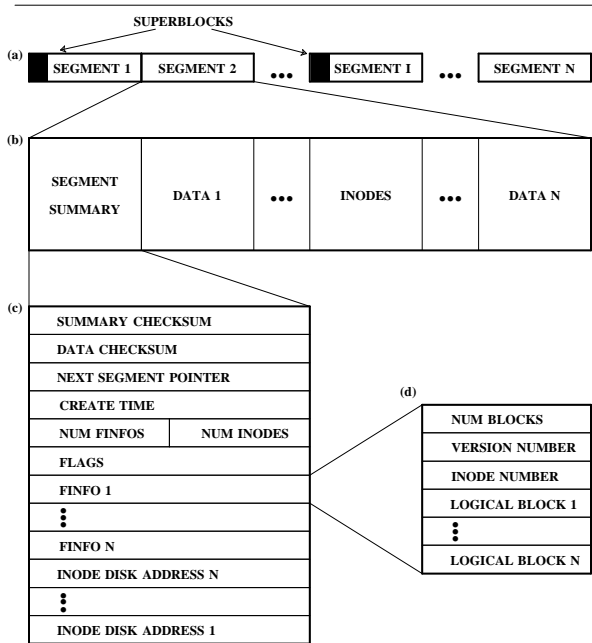 SUPERBLOCKS
(a) SEGMENT 1 SEGMENT 2 ... SEGMENT I ... SEGMENT N
(b)
SEGMENT SUMMARY
DATA 1 ... INODES ... DATA N
(c)
SUMMARY CHECKSUM
DATA CHECKSUM
NEXT SEGMENT POINTER
CREATE TIME
NUM FINFOS NUM INODES
FLAGS
FINFO 1
FINFO N
INODE DISK ADDRESS N
INODE DISK ADDRESS 1
(d)
NUM BLOCKS
VERSION NUMBER
INODE NUMBER
LOGICAL BLOCK 1
LOGICAL BLOCK N